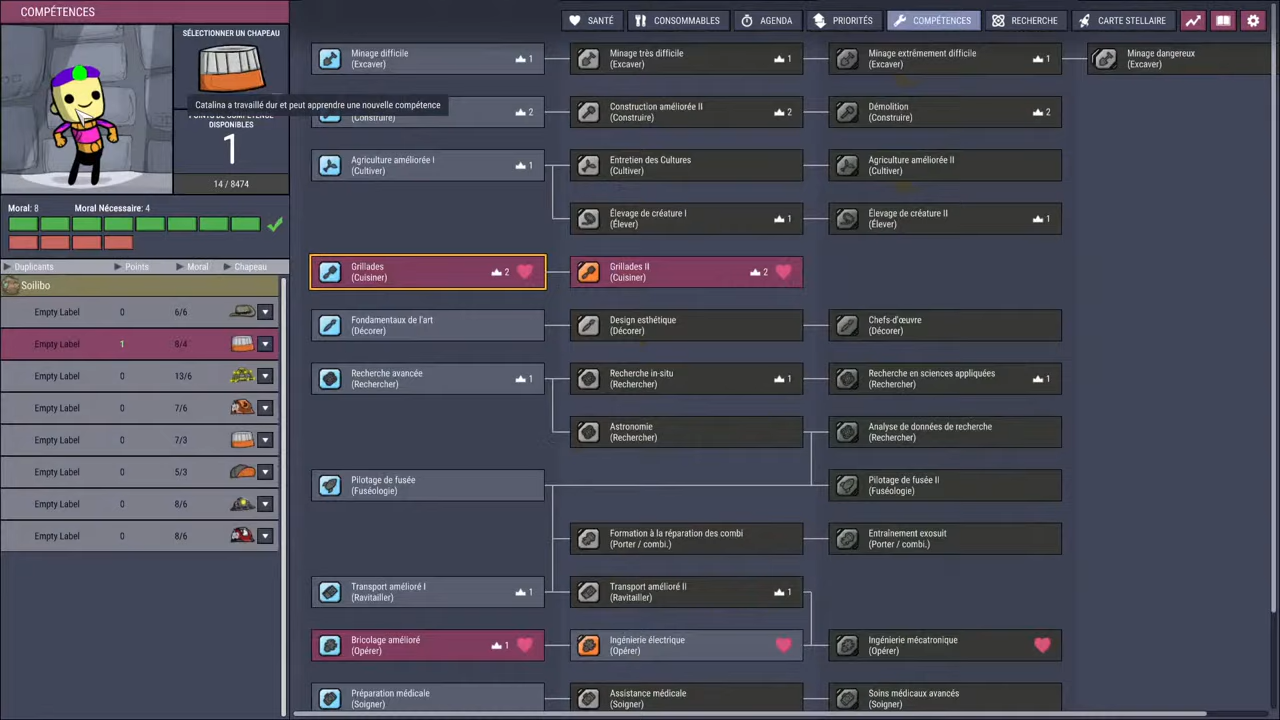 COMPÉTENCES
SANTÉ
CONSOMMABLES
AGENDA
PRIORITÉS
COMPÉTENCES
RECHERCHE
CARTE STELLAIRE
SÉLECTIONNER UN CHAPEAU
Catalina a travaillé dur et peut apprendre une nouvelle compétence
POINTS DE COMPÉTENCE
DISPONIBLES
1
14 / 8474
Moral: 8
Moral Nécessaire: 4
Duplicants
Points
Moral
Chapeau
Soilibo
Empty Label 0 6/6
Empty Label 1 8/4
Empty Label 0 13/6
Empty Label 0 7/6
Empty Label 0 7/3
Empty Label 0 5/3
Empty Label 0 8/6
Empty Label 0 8/6
Minage difficile
(Excaver)
1
Minage très difficile
(Excaver)
1
Minage extrêmement difficile
(Excaver)
1
Minage dangereux
(Excaver)
(Construire)
2
Construction améliorée II
(Construire)
2
Démolition
(Construire)
2
Agriculture améliorée I
(Cultiver)
1
Entretien des Cultures
(Cultiver)
Agriculture améliorée II
(Cultiver)
Élevage de créature I
(Élever)
1
Élevage de créature II
(Élever)
1
Grillades
(Cuisiner)
2
Grillades II
(Cuisiner)
2
Fondamentaux de l'art
(Décorer)
Design esthétique
(Décorer)
Chefs-d'œuvre
(Décorer)
Recherche avancée
(Rechercher)
1
Recherche in-situ
(Rechercher)
1
Recherche en sciences appliquées
(Rechercher)
1
Astronomie
(Rechercher)
Analyse de données de recherche
(Rechercher)
Pilotage de fusée
(Fuséologie)
Pilotage de fusée II
(Fuséologie)
Formation à la réparation des combi
(Porter / combi.)
Entraînement exosuit
(Porter / combi.)
Transport amélioré I
(Ravitailler)
1
Transport amélioré II
(Ravitailler)
1
Bricolage amélioré
(Opérer)
1
Ingénierie électrique
(Opérer)
Ingénierie mécatronique
(Opérer)
Préparation médicale
(Soigner)
Assistance médicale
(Soigner)
Soins médicaux avancés
(Soigner)